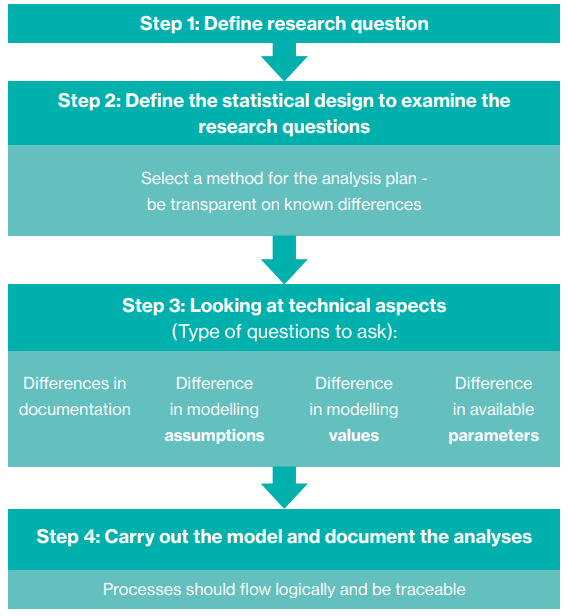 Step 1: Define research question
Step 2: Define the statistical design to examine the
research questions
Select a method for the analysis plan -
be transparent on known differences
Step 3: Looking at technical aspects
(Type of questions to ask):
Differences in
documentation
Difference
in modelling
assumptions
Difference
in modelling
values
Difference
in available
parameters
Step 4: Carry out the model and document the analyses
Processes should flow logically and be traceable